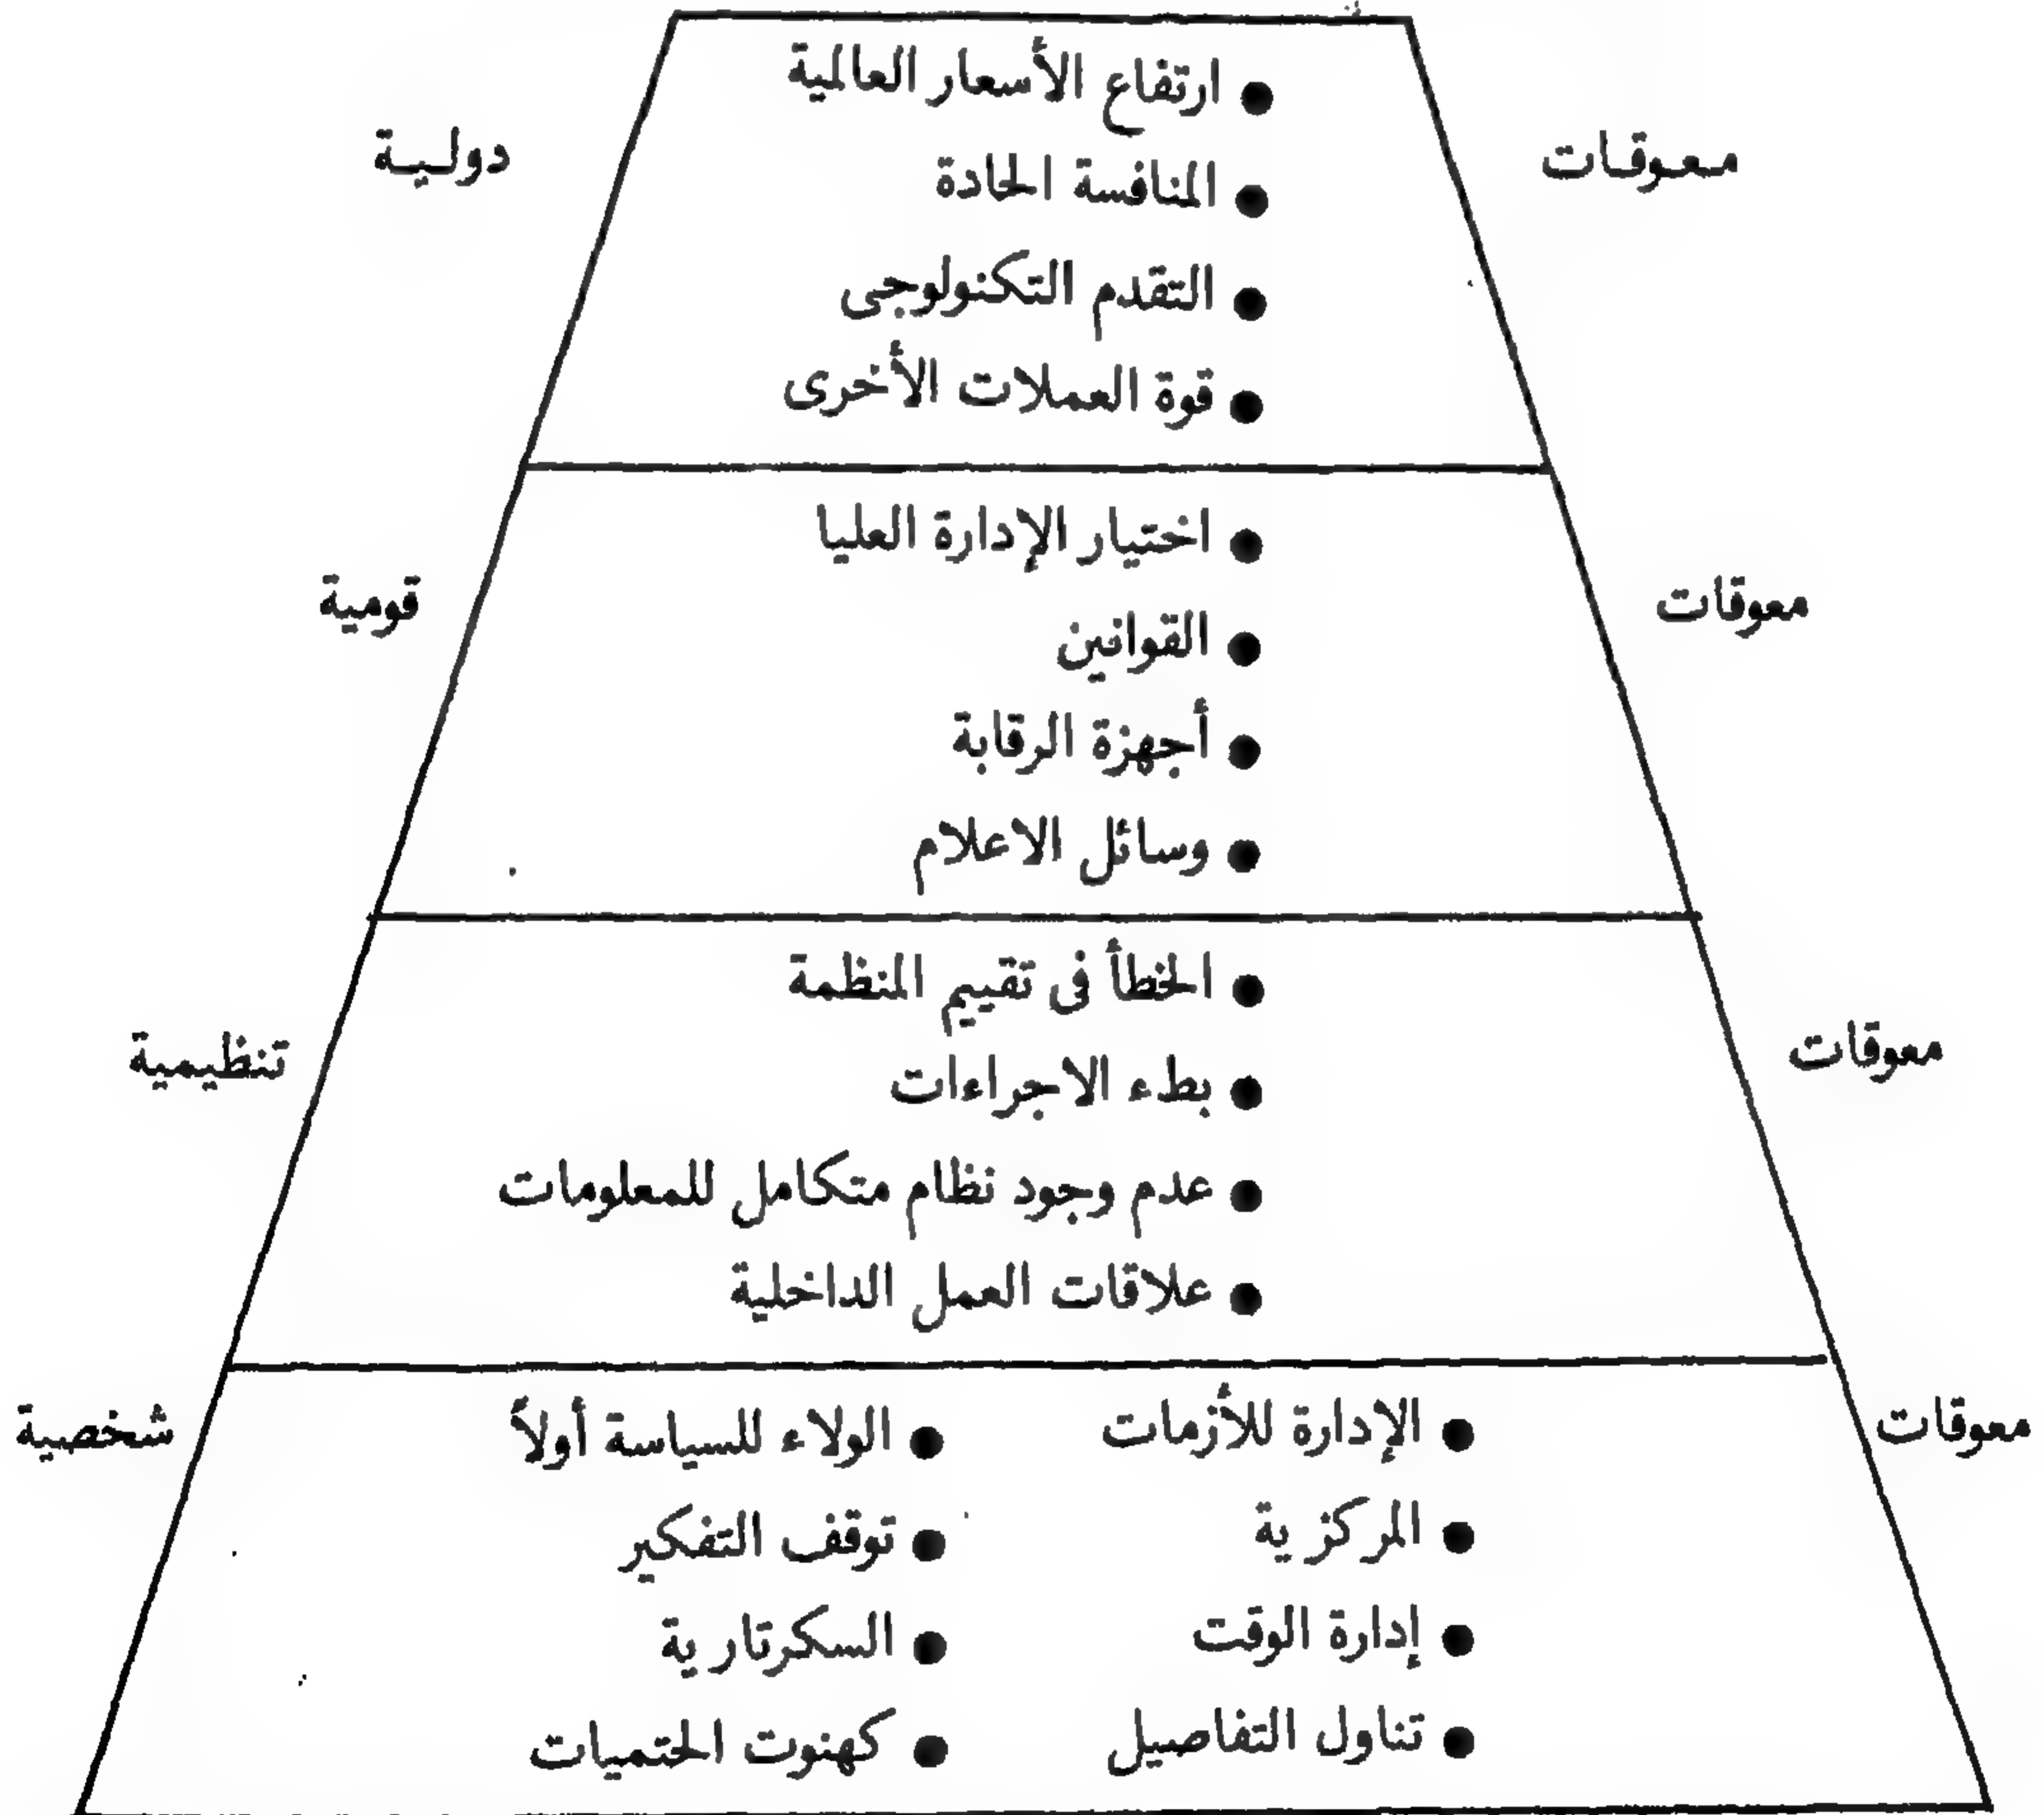 ● ارتفاع الأسعار العالمية
معوقات دولية
● المنافسة الحادة
● التقدم التكنولوجى
● قوة العملات الأخرى
● اختيار الإدارة العليا
معوقات قومية
● القوانين
● أجهزة الرقابة
● وسائل الاعلام
● الخطأ فى تقييم المنظمة
معوقات تنظيمية
● بطء الاجراءات
● عدم وجود نظام متكامل للمعلومات
● علاقات العمل الداخلية
معوقات شخصية
● الإدارة للأزمات ● الولاء للسياسة أولاً
● المركزية ● توقف التفكير
● إدارة الوقت ● السكرتارية
● تناول التفاصيل ● كهنوت الحتميات